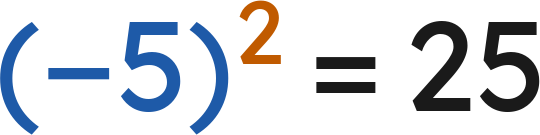 (−5)² = 25